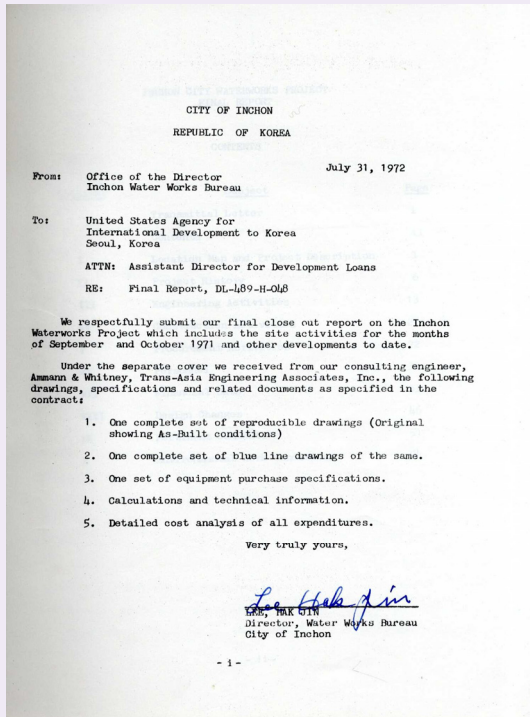 CITY OF INCHON
REPUBLIC OF KOREA
July 31, 1972
From: Office of the Director
Inchon Water Works Bureau
To: United States Agency for
International Development to Korea
Seoul, Korea
ATTN: Assistant Director for Development Loans
RE: Final Report, DL-489-H-048
We respectfully submit our final close out report on the Inchon
Waterworks Project which includes the site activities for the months
of September and October 1971 and other developments to date.
Under the separate cover we received from our consulting engineer,
Ammann & Whitney, Trans-Asia Engineering Associates, Inc., the following
drawings, specifications and related documents as specified in the
contract:
1. One complete set of reproducible drawings (Original
showing As-Built conditions)
2. One complete set of blue line drawings of the same.
3. One set of equipment purchase specifications.
4. Calculations and technical information.
5. Detailed cost analysis of all expenditures.
Very truly yours,
Lee Hak Jin
LEE, HAK JIN
Director, Water Works Bureau
City of Inchon
- i -